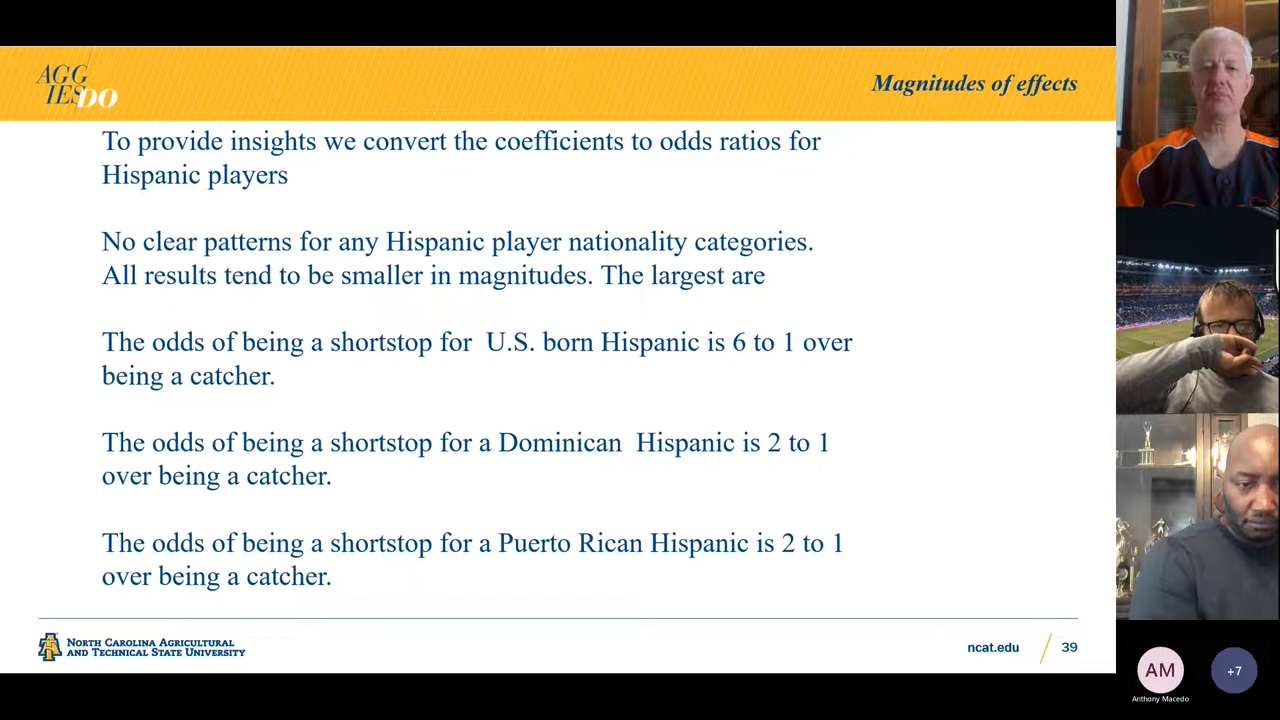 AGG
IES DO
Magnitudes of effects
To provide insights we convert the coefficients to odds ratios for
Hispanic players
No clear patterns for any Hispanic player nationality categories.
All results tend to be smaller in magnitudes. The largest are
The odds of being a shortstop for U.S. born Hispanic is 6 to 1 over
being a catcher.
The odds of being a shortstop for a Dominican Hispanic is 2 to 1
over being a catcher.
The odds of being a shortstop for a Puerto Rican Hispanic is 2 to 1
over being a catcher.
NORTH CAROLINA AGRICULTURAL
AND TECHNICAL STATE UNIVERSITY
ncat.edu
39
AM
+7
Anthony Macedo